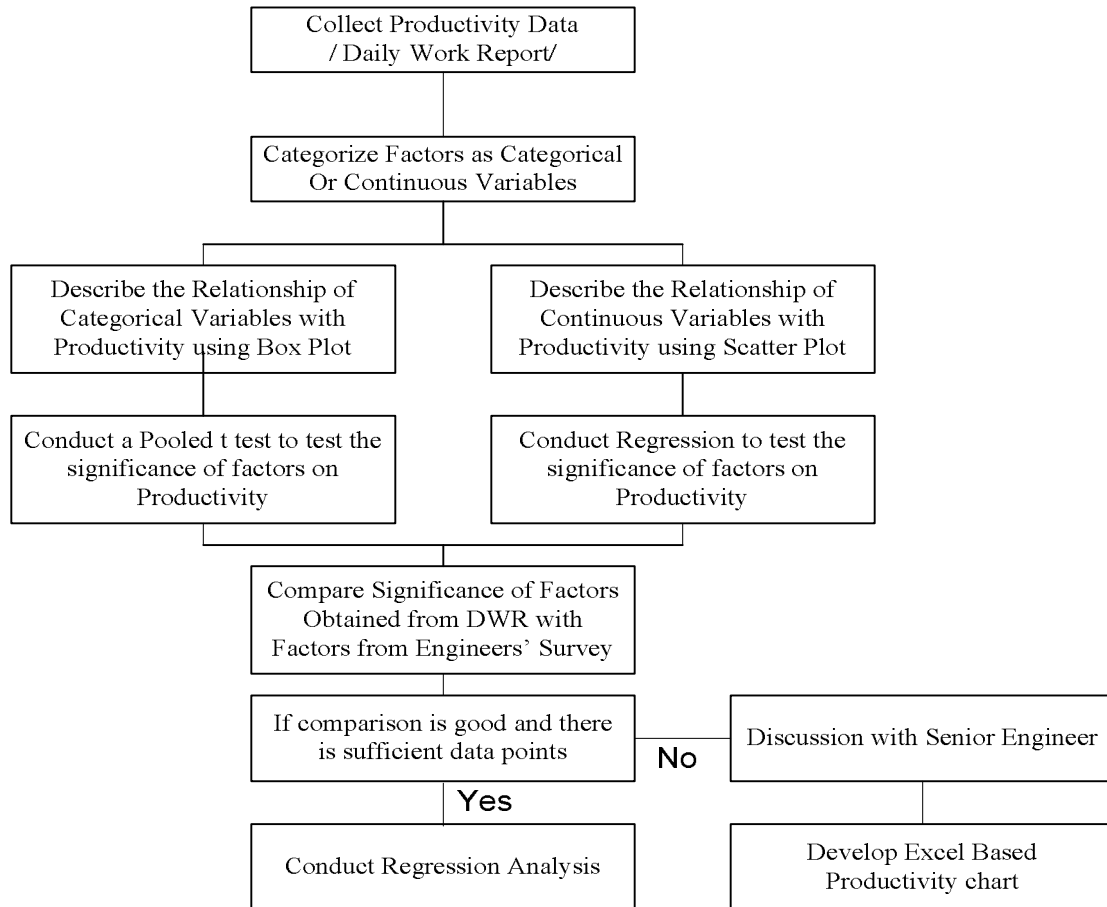 Collect Productivity Data
/ Daily Work Report/
Categorize Factors as Categorical
Or Continuous Variables
Describe the Relationship of
Categorical Variables with
Productivity using Box Plot
Describe the Relationship of
Continuous Variables with
Productivity using Scatter Plot
Conduct a Pooled t test to test the
significance of factors on
Productivity
Conduct Regression to test the
significance of factors on
Productivity
Compare Significance of Factors
Obtained from DWR with
Factors from Engineers’ Survey
If comparison is good and there
is sufficient data points
No
Discussion with Senior Engineer
Yes
Conduct Regression Analysis
Develop Excel Based
Productivity chart